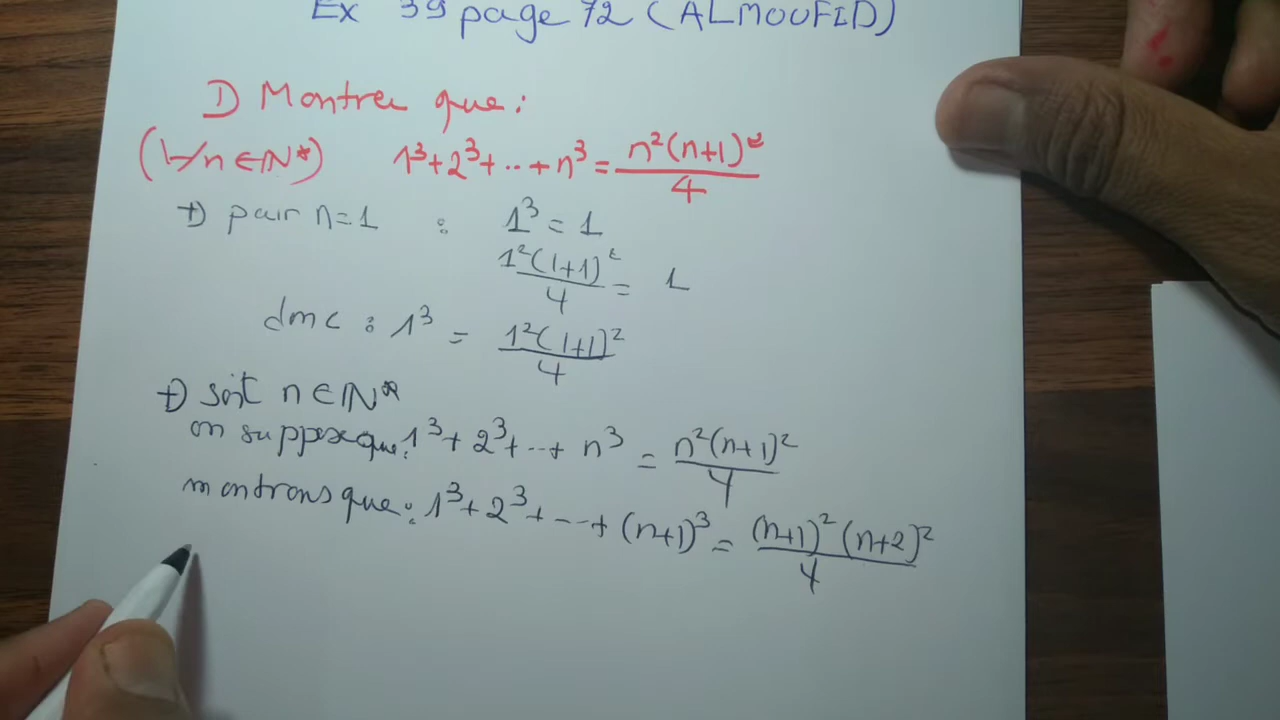 Ex 39 page 72 (ALMOUFID)
1) Montrer que:
(∀n∈ℕ*) 1³+2³+...+n³ = n²(n+1)²/4
+) pour n=1 : 1³ = 1
1²(1+1)²/4 = 1
donc : 1³ = 1²(1+1)²/4
+) soit n∈ℕ*
on suppose que: 1³+2³+...+n³ = n²(n+1)²/4
montrons que: 1³+2³+...+(n+1)³ = (n+1)²(n+2)²/4